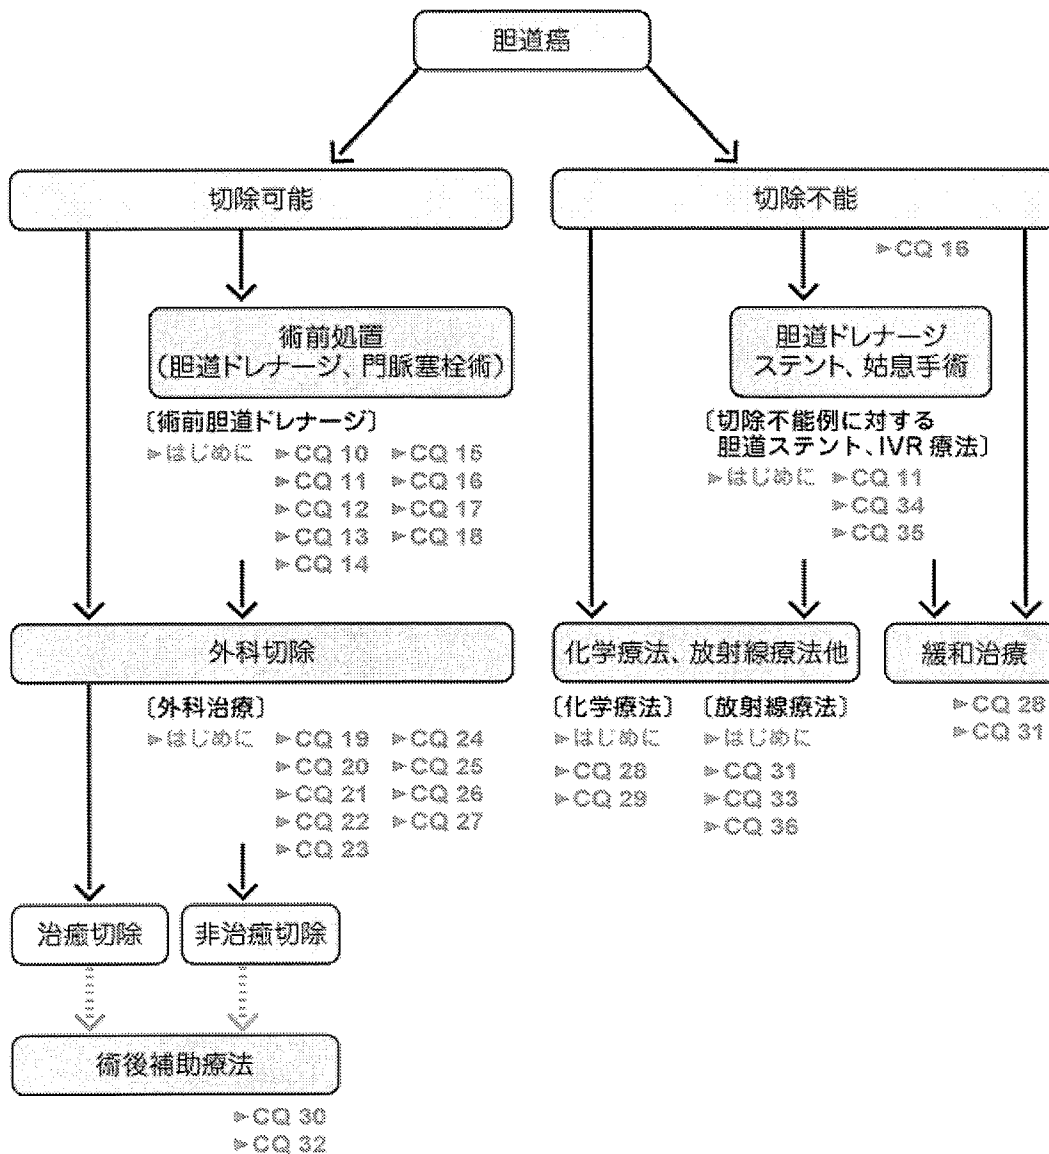 胆道癌
切除可能
切除不能
►CQ 16
術前処置
(胆道ドレナージ、門脈塞栓術)
〔術前胆道ドレナージ〕
►はじめに ►CQ 10 ►CQ 15
►CQ 11 ►CQ 16
►CQ 12 ►CQ 17
►CQ 13 ►CQ 18
►CQ 14
胆道ドレナージ
ステント、姑息手術
〔切除不能例に対する
胆道ステント、IVR 療法〕
►はじめに ►CQ 11
►CQ 34
►CQ 35
外科切除
〔外科治療〕
►はじめに ►CQ 19 ►CQ 24
►CQ 20 ►CQ 25
►CQ 21 ►CQ 26
►CQ 22 ►CQ 27
►CQ 23
化学療法、放射線療法他
〔化学療法〕
►はじめに
►CQ 28
►CQ 29
〔放射線療法〕
►はじめに
►CQ 31
►CQ 33
►CQ 36
緩和治療
►CQ 28
►CQ 31
治癒切除
非治癒切除
術後補助療法
►CQ 30
►CQ 32